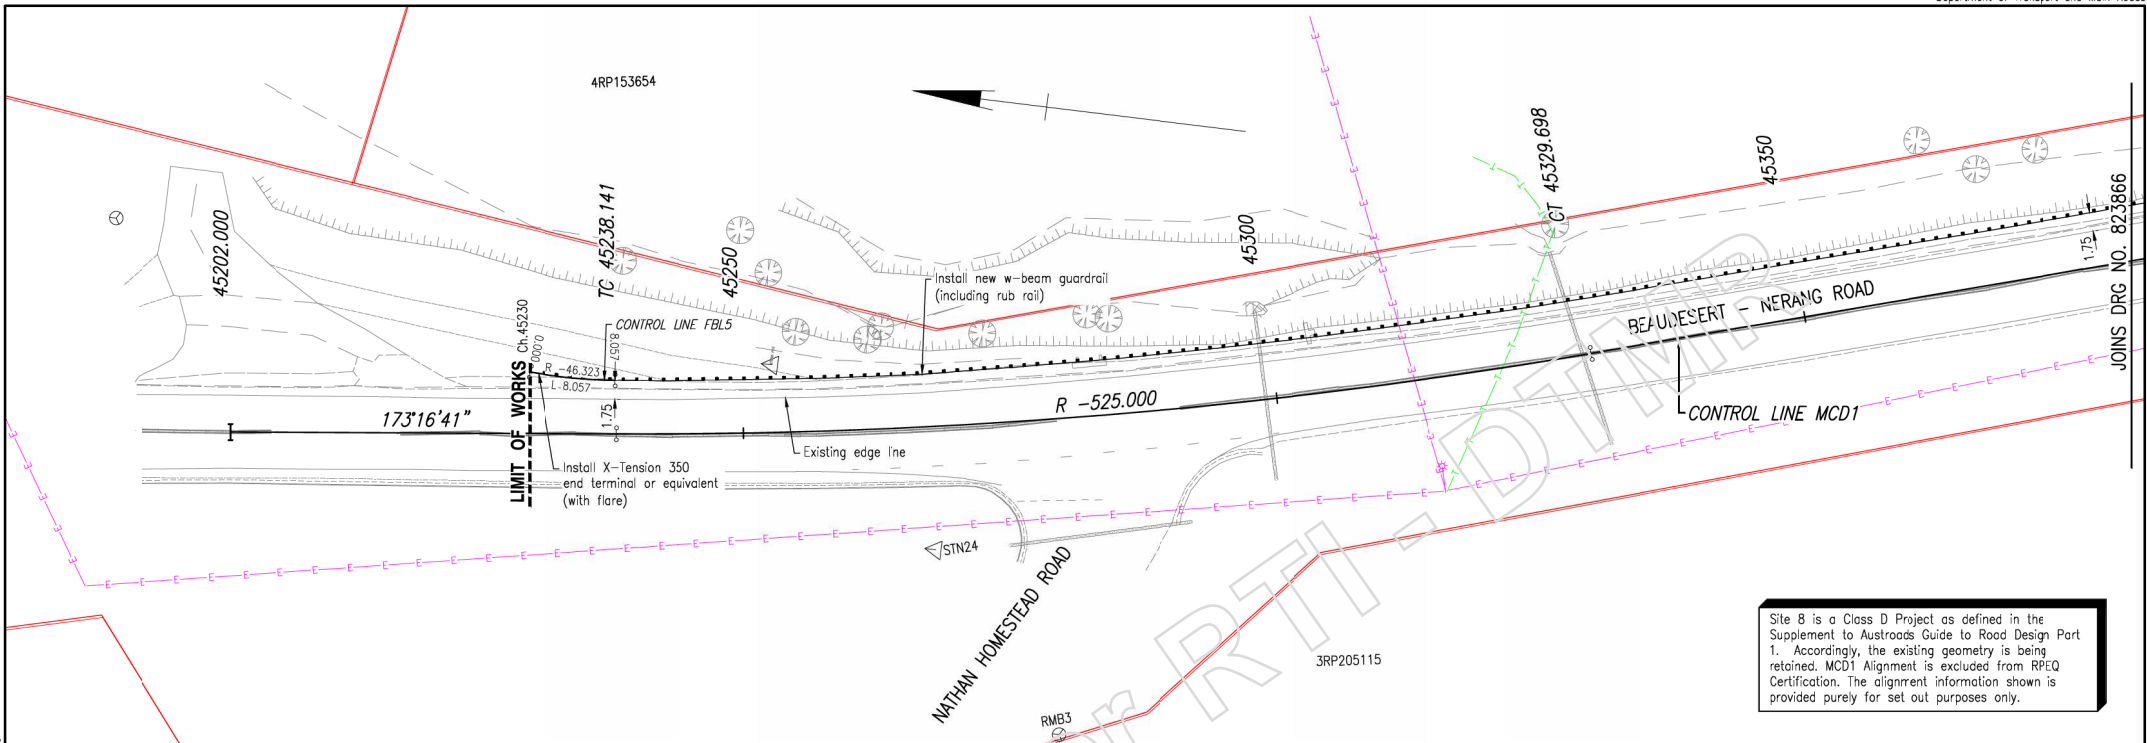 4RP153654
45202.000
TC 45238.141
45250
45300
CT 45329.698
45350
JOINS DRG NO. 823866
LIMIT OF WORKS Ch.45230
0.000
R -46.323
L 8.057
8.057
CONTROL LINE FBL5
Install new w-beam guardrail
(including rub rail)
1.75
1.75
173°16'41"
R -525.000
BEAUDESERT - NERANG ROAD
CONTROL LINE MCD1
Existing edge line
Install X-Tension 350
end terminal or equivalent
(with flare)
STN24
NATHAN HOMESTEAD ROAD
RMB3
3RP205115
Site 8 is a Class D Project as defined in the
Supplement to Austroads Guide to Road Design Part
1. Accordingly, the existing geometry is being
retained. MCD1 Alignment is excluded from RPEQ
Certification. The alignment information shown is
provided purely for set out purposes only.
or RTI - DTMR